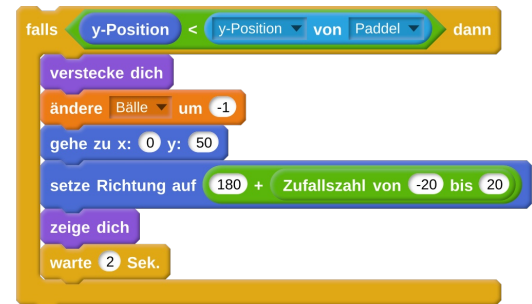 falls y-Position < y-Position von Paddel dann
verstecke dich
ändere Bälle um -1
gehe zu x: 0 y: 50
setze Richtung auf 180 + Zufallszahl von -20 bis 20
zeige dich
warte 2 Sek.